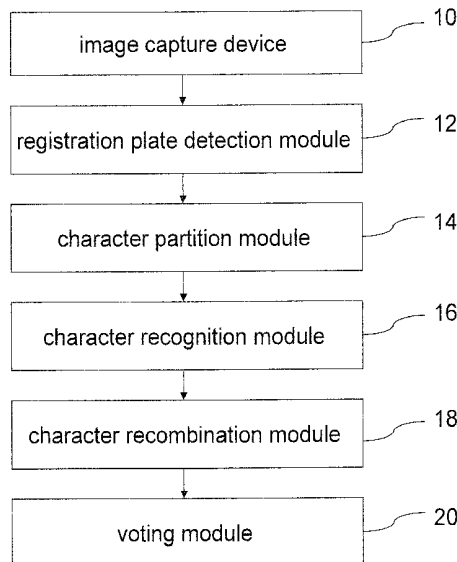 image capture device
10
registration plate detection module
12
character partition module
14
character recognition module
16
character recombination module
18
voting module
20